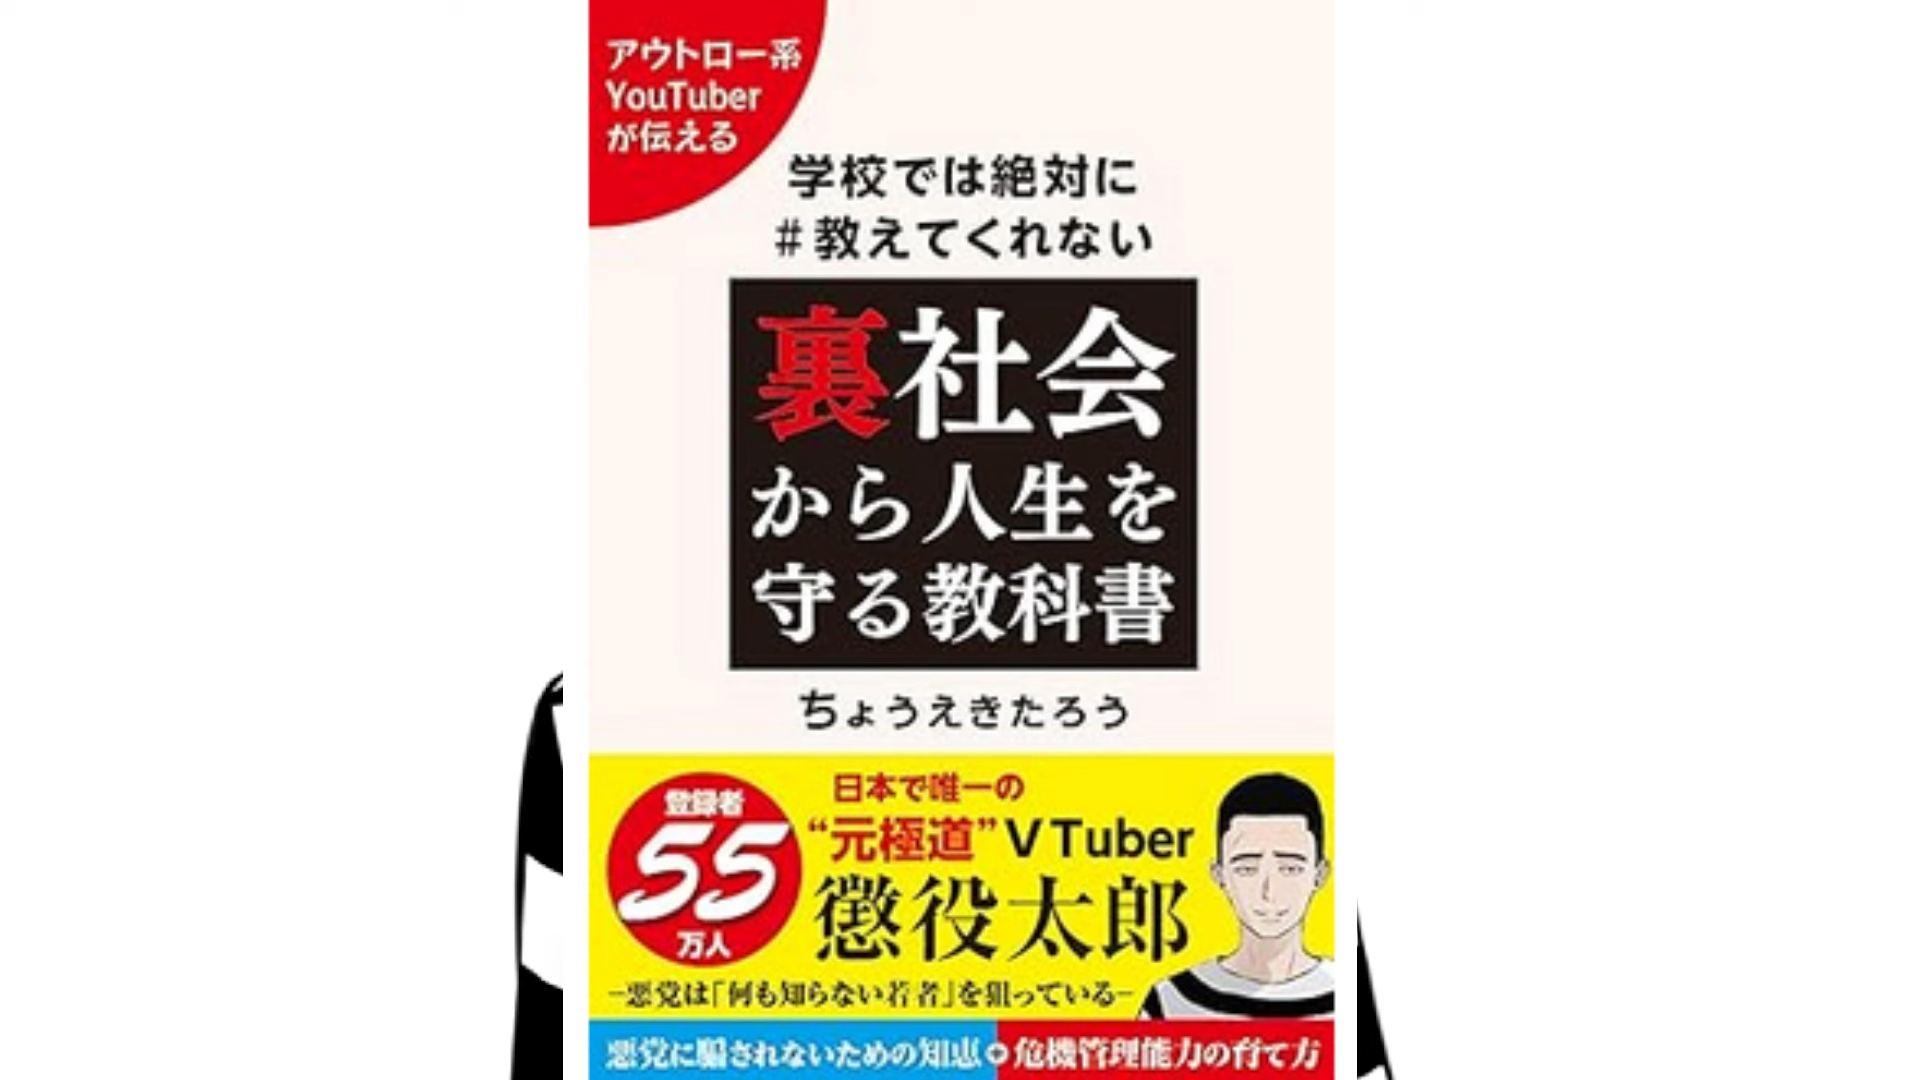 アウトロー系
YouTuber
が伝える
学校では絶対に
#教えてくれない
裏社会
から人生を
守る教科書
ちょうえきたろう
登録者
55
万人
日本で唯一の
“元極道”VTuber
懲役太郎
−悪党は「何も知らない若者」を狙っている−
悪党に騙されないための知恵+危機管理能力の育て方